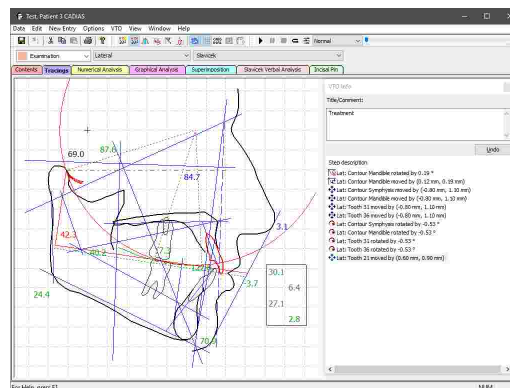 Test, Patient 3 CADIAS
Date Edit New Entry Options VTO View Window Help
Normal
Examination Lateral Slavicek
Contents Tracings Numerical Analysis Graphical Analysis Superimposition Slavicek Verbal Analysis Incisal Pin
69.0
87.6
84.7
3.1
42.3
40.2
7.3
127.
-3.7
24.4
70.9
30.1
6.4
27.1
2.8
VTO Info
Title/Comment:
Treatment
Undo
Step description
Lat: Contour Mandible rotated by 0.19 °
Lat: Contour Mandible moved by (0.12 mm, 0.19 mm)
Lat: Contour Symphysis moved by (-0.80 mm, 1.10 mm)
Lat: Contour Mandible moved by (-0.80 mm, 1.10 mm)
Lat: Tooth 31 moved by (-0.80 mm, 1.10 mm)
Lat: Tooth 36 moved by (-0.80 mm, 1.10 mm)
Lat: Contour Symphysis rotated by -0.53 °
Lat: Contour Mandible rotated by -0.53 °
Lat: Tooth 31 rotated by -0.53 °
Lat: Tooth 36 rotated by -0.53 °
Lat: Tooth 21 moved by (0.60 mm, 0.90 mm)
For Help, press F1
NUM